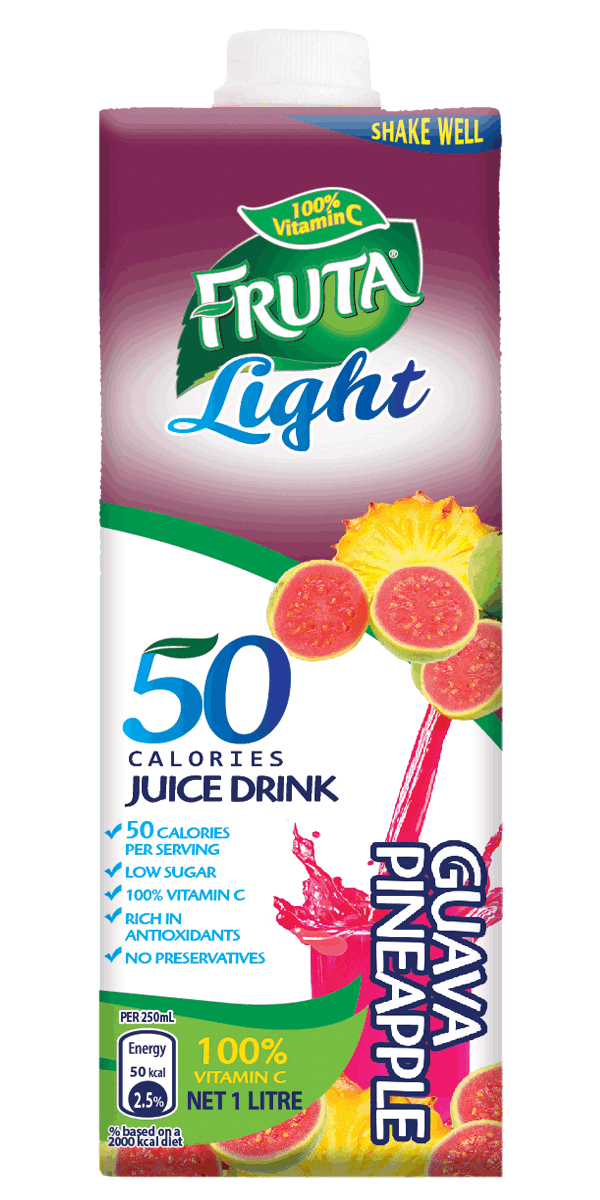 SHAKE WELL
100%
Vitamin C
FRUTA®
Light
50
CALORIES
JUICE DRINK
50 CALORIES
PER SERVING
LOW SUGAR
100% VITAMIN C
RICH IN
ANTIOXIDANTS
NO PRESERVATIVES
GUAVA
PINEAPPLE
PER 250mL
Energy
50 kcal
2.5%
% based on a
2000 kcal diet
100%
VITAMIN C
NET 1 LITRE